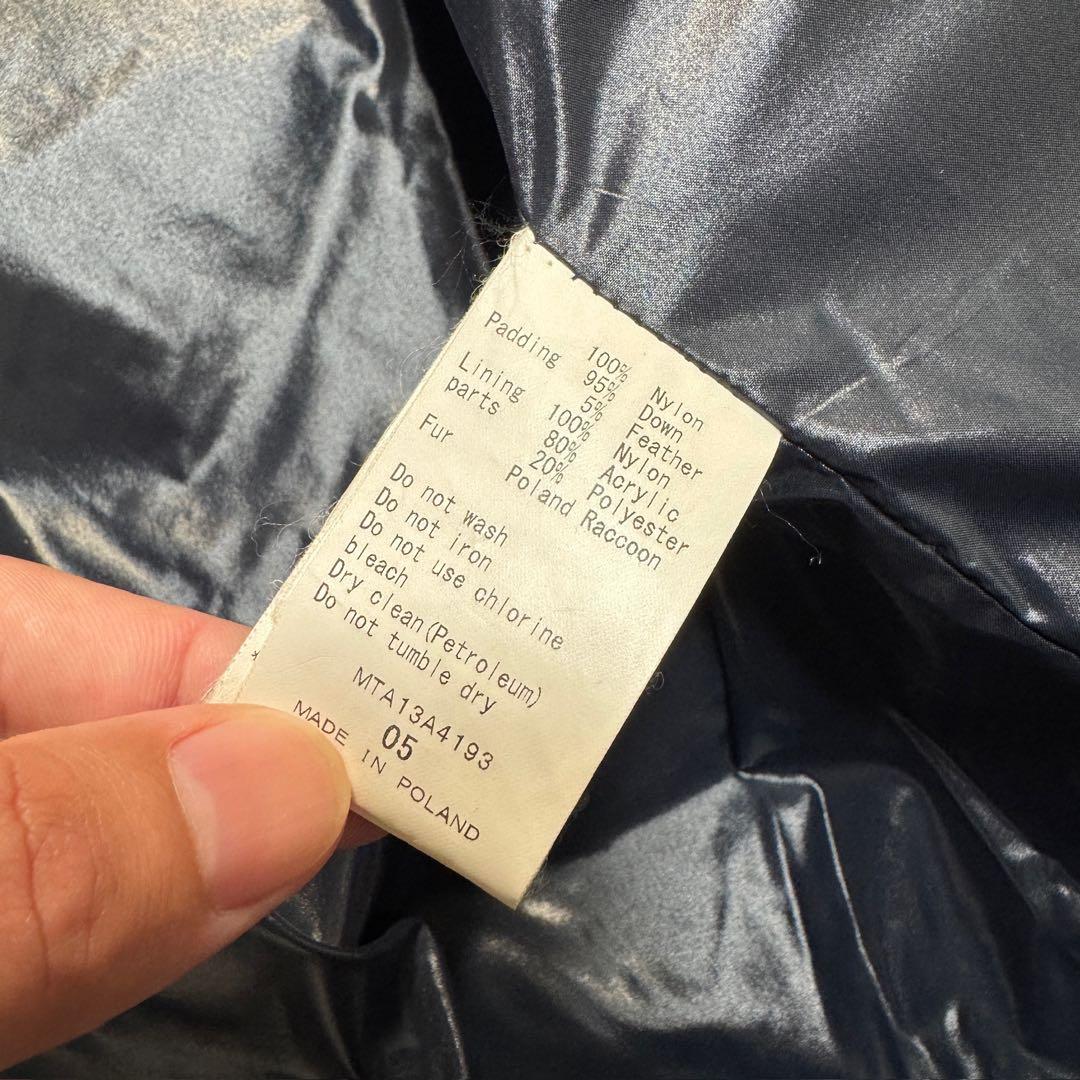 100% Nylon
Padding 95% Down
5% Feather
Lining 100% Nylon
parts 80% Acrylic
20% Polyester
Fur Poland Raccoon
Do not wash
Do not iron
Do not use chlorine
bleach
Dry clean(Petroleum)
Do not tumble dry
MTA13A4193
05
MADE IN POLAND